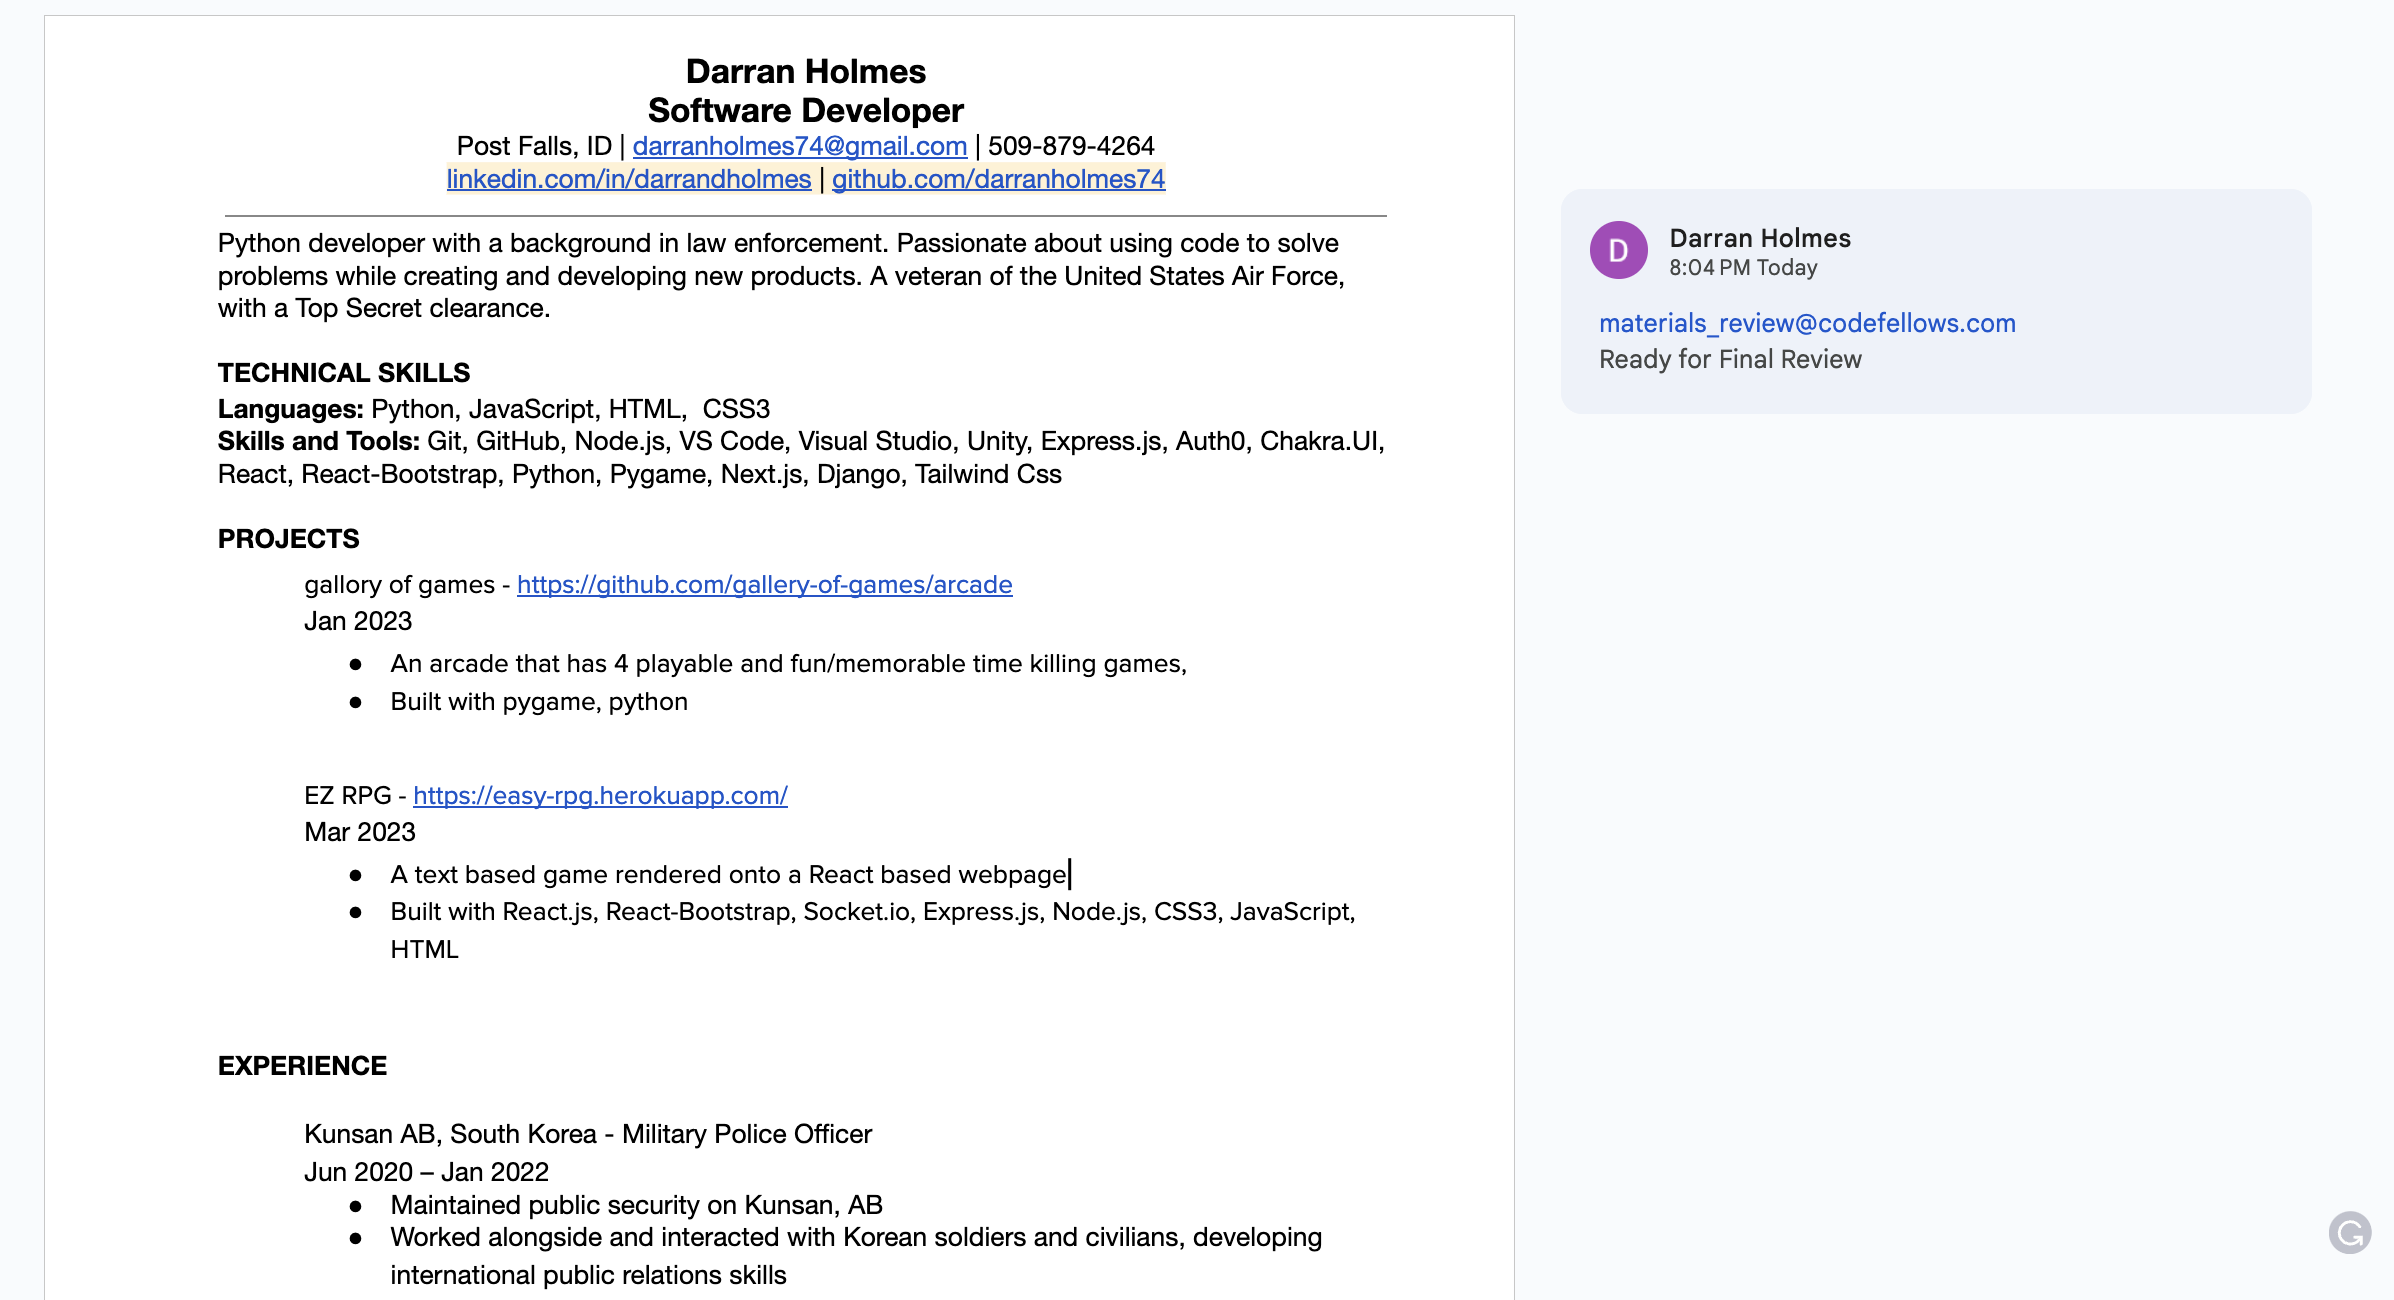 Darran Holmes
Software Developer
Post Falls, ID | darranholmes74@gmail.com | 509-879-4264
linkedin.com/in/darrandholmes | github.com/darranholmes74
Python developer with a background in law enforcement. Passionate about using code to solve
problems while creating and developing new products. A veteran of the United States Air Force,
with a Top Secret clearance.
TECHNICAL SKILLS
Languages: Python, JavaScript, HTML,  CSS3
Skills and Tools: Git, GitHub, Node.js, VS Code, Visual Studio, Unity, Express.js, Auth0, Chakra.UI,
React, React-Bootstrap, Python, Pygame, Next.js, Django, Tailwind Css
PROJECTS
gallory of games - https://github.com/gallery-of-games/arcade
Jan 2023
● An arcade that has 4 playable and fun/memorable time killing games,
● Built with pygame, python
EZ RPG - https://easy-rpg.herokuapp.com/
Mar 2023
● A text based game rendered onto a React based webpage
● Built with React.js, React-Bootstrap, Socket.io, Express.js, Node.js, CSS3, JavaScript,
HTML
EXPERIENCE
Kunsan AB, South Korea - Military Police Officer
Jun 2020 – Jan 2022
● Maintained public security on Kunsan, AB
● Worked alongside and interacted with Korean soldiers and civilians, developing
international public relations skills
D
Darran Holmes
8:04 PM Today
materials_review@codefellows.com
Ready for Final Review